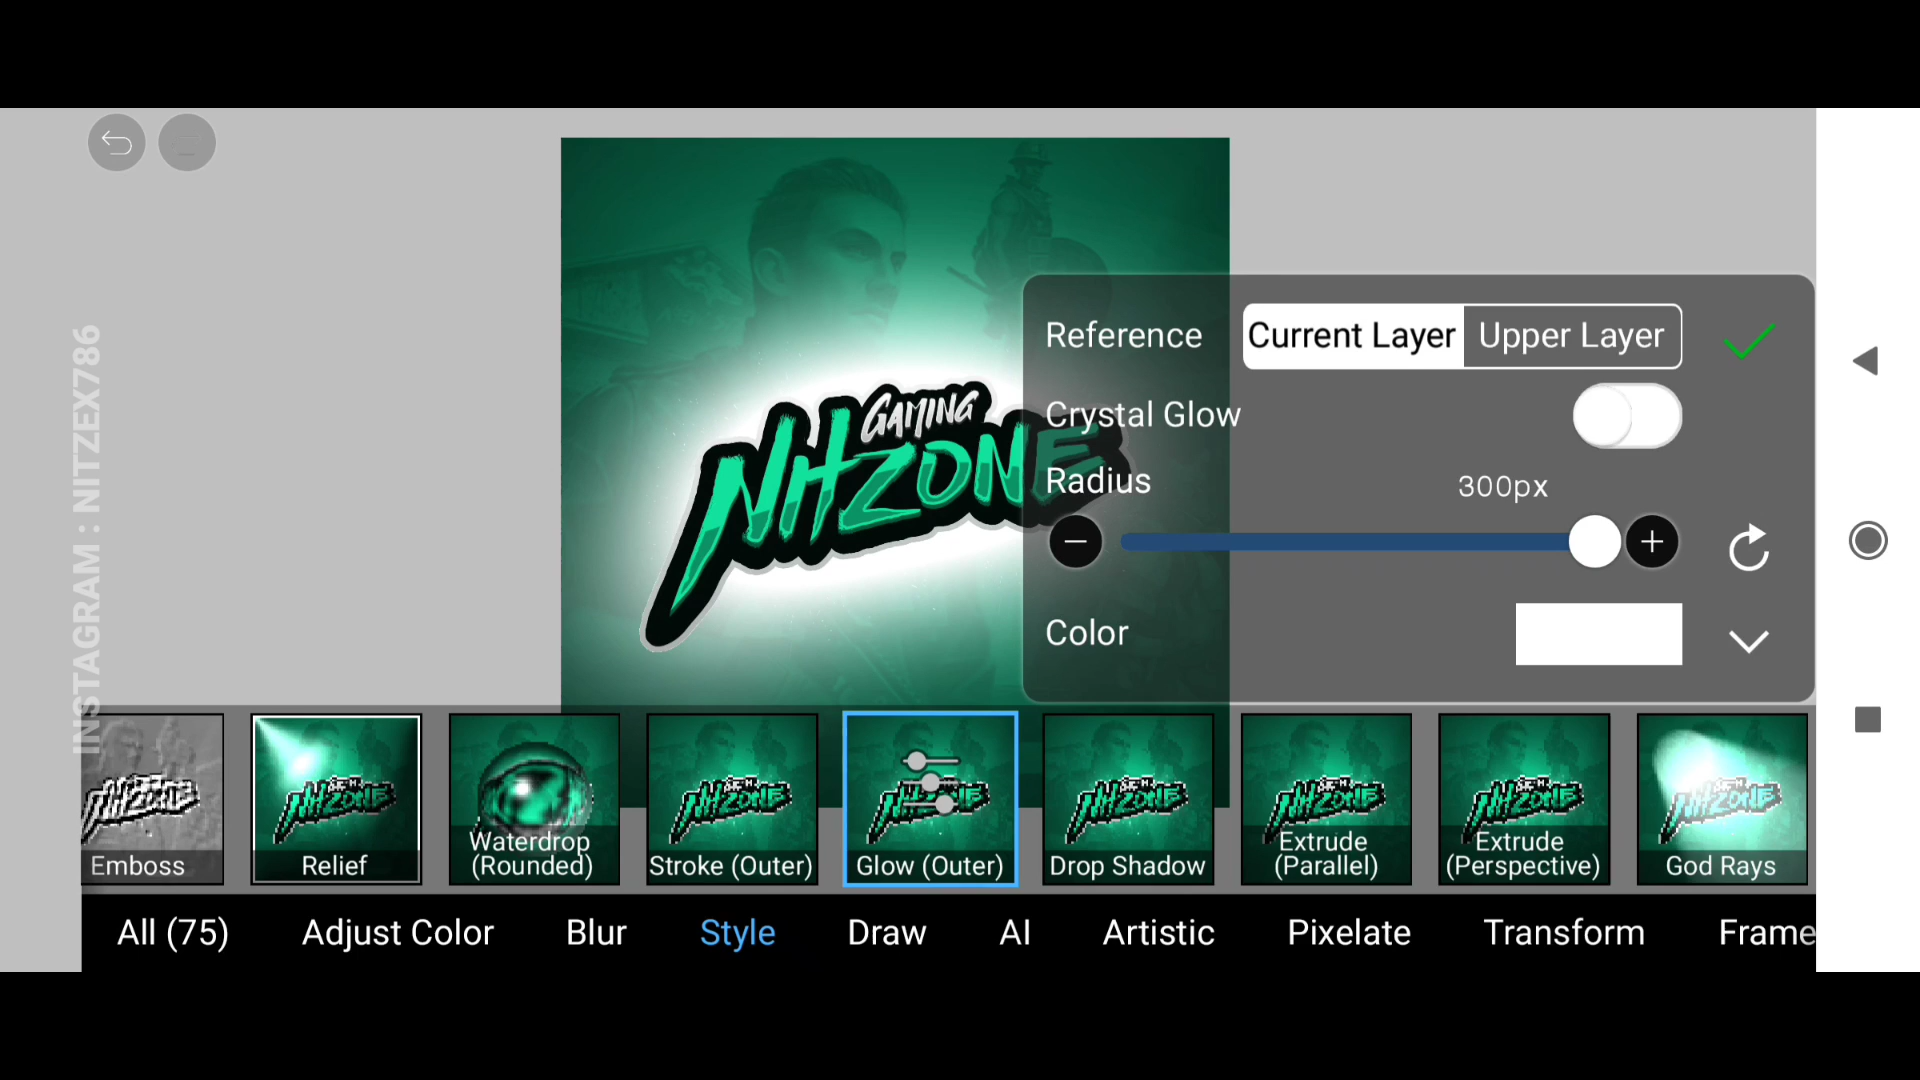 INSTAGRAM : NITZEX786
GAMING
NHZONE
Reference
Current Layer
Upper Layer
Crystal Glow
Radius
300px
Color
Emboss
Relief
Waterdrop
(Rounded)
Stroke (Outer)
Glow (Outer)
Drop Shadow
Extrude
(Parallel)
Extrude
(Perspective)
God Rays
All (75)
Adjust Color
Blur
Style
Draw
AI
Artistic
Pixelate
Transform
Frame